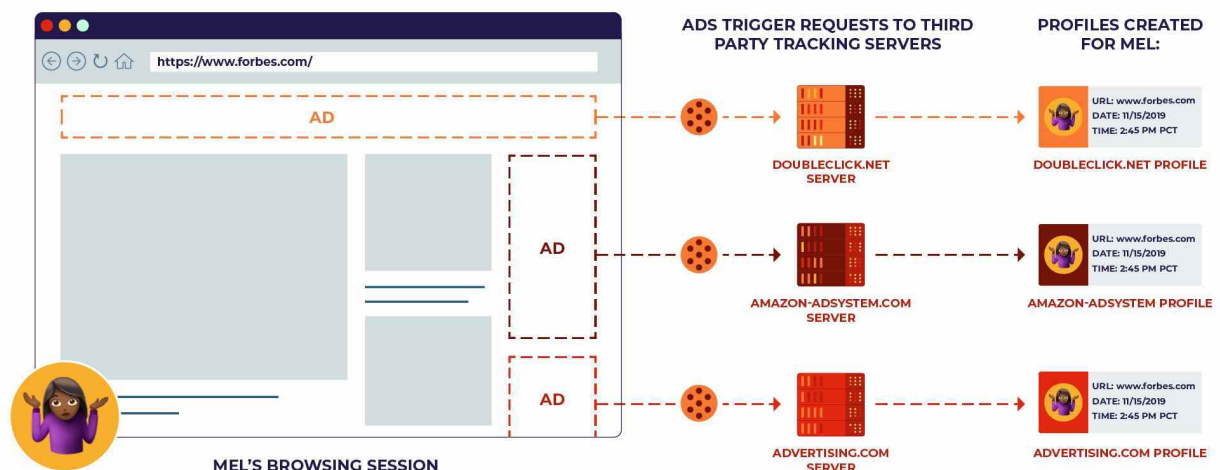 ADS TRIGGER REQUESTS TO THIRD
PARTY TRACKING SERVERS
PROFILES CREATED
FOR MEL:
https://www.forbes.com/
AD
DOUBLECLICK.NET
SERVER
URL: www.forbes.com
DATE: 11/15/2019
TIME: 2:45 PM PCT
DOUBLECLICK.NET PROFILE
AD
AMAZON-ADSYSTEM.COM
SERVER
URL: www.forbes.com
DATE: 11/15/2019
TIME: 2:45 PM PCT
AMAZON-ADSYSTEM PROFILE
AD
ADVERTISING.COM
SERVER
URL: www.forbes.com
DATE: 11/15/2019
TIME: 2:45 PM PCT
ADVERTISING.COM PROFILE
MEL'S BROWSING SESSION